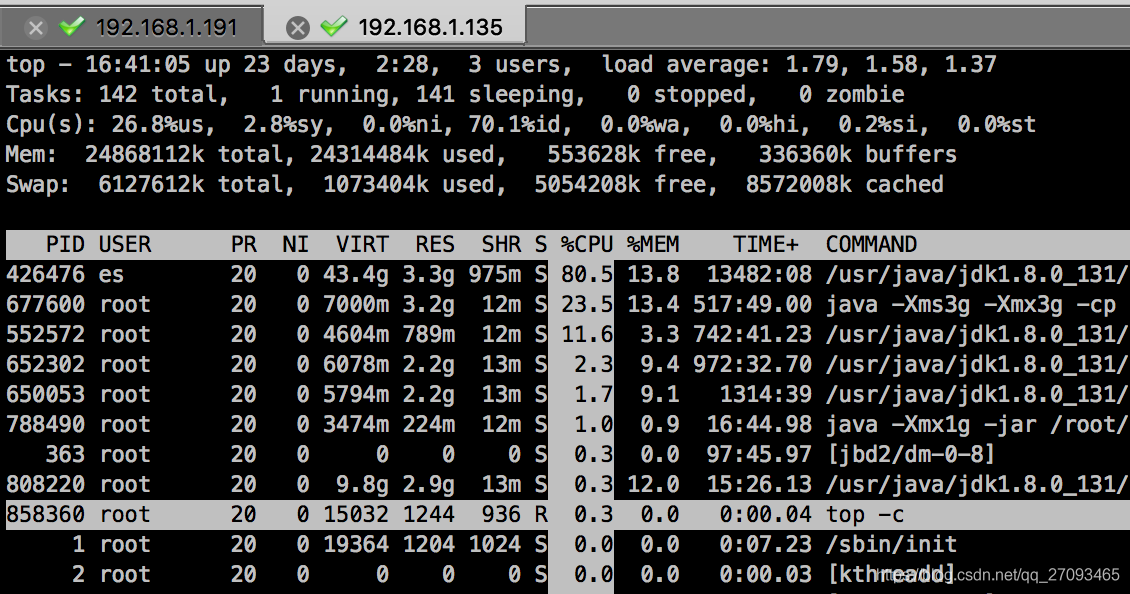 192.168.1.191 192.168.1.135
top - 16:41:05 up 23 days,  2:28,  3 users,  load average: 1.79, 1.58, 1.37
Tasks: 142 total,   1 running, 141 sleeping,   0 stopped,   0 zombie
Cpu(s): 26.8%us,  2.8%sy,  0.0%ni, 70.1%id,  0.0%wa,  0.0%hi,  0.2%si,  0.0%st
Mem:  24868112k total, 24314484k used,   553628k free,   336360k buffers
Swap:  6127612k total,  1073404k used,  5054208k free,  8572008k cached
PID USER      PR  NI  VIRT  RES  SHR S %CPU %MEM    TIME+  COMMAND
426476 es        20   0 43.4g 3.3g 975m S 80.5 13.8  13482:08 /usr/java/jdk1.8.0_131/
677600 root      20   0 7000m 3.2g  12m S 23.5 13.4 517:49.00 java -Xms3g -Xmx3g -cp
552572 root      20   0 4604m 789m  12m S 11.6  3.3 742:41.23 /usr/java/jdk1.8.0_131/
652302 root      20   0 6078m 2.2g  13m S  2.3  9.4 972:32.70 /usr/java/jdk1.8.0_131/
650053 root      20   0 5794m 2.2g  13m S  1.7  9.1   1314:39 /usr/java/jdk1.8.0_131/
788490 root      20   0 3474m 224m  12m S  1.0  0.9  16:44.98 java -Xmx1g -jar /root/
363 root      20   0     0    0    0 S  0.3  0.0  97:45.97 [jbd2/dm-0-8]
808220 root      20   0  9.8g 2.9g  13m S  0.3 12.0  15:26.13 /usr/java/jdk1.8.0_131/
858360 root      20   0 15032 1244  936 R  0.3  0.0   0:00.04 top -c
1 root      20   0 19364 1204 1024 S  0.0  0.0   0:07.23 /sbin/init
2 root      20   0     0    0    0 S  0.0  0.0   0:00.03 [kthreadd]
https://blog.csdn.net/qq_27093465